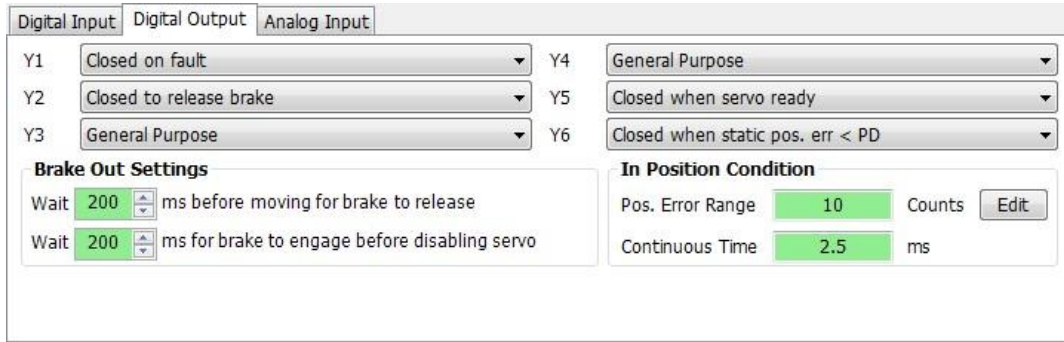 Digital Input Digital Output Analog Input
Y1 Closed on fault Y4 General Purpose
Y2 Closed to release brake Y5 Closed when servo ready
Y3 General Purpose Y6 Closed when static pos. err < PD
Brake Out Settings In Position Condition
Wait 200 ms before moving for brake to release Pos. Error Range 10 Counts Edit
Wait 200 ms for brake to engage before disabling servo Continuous Time 2.5 ms